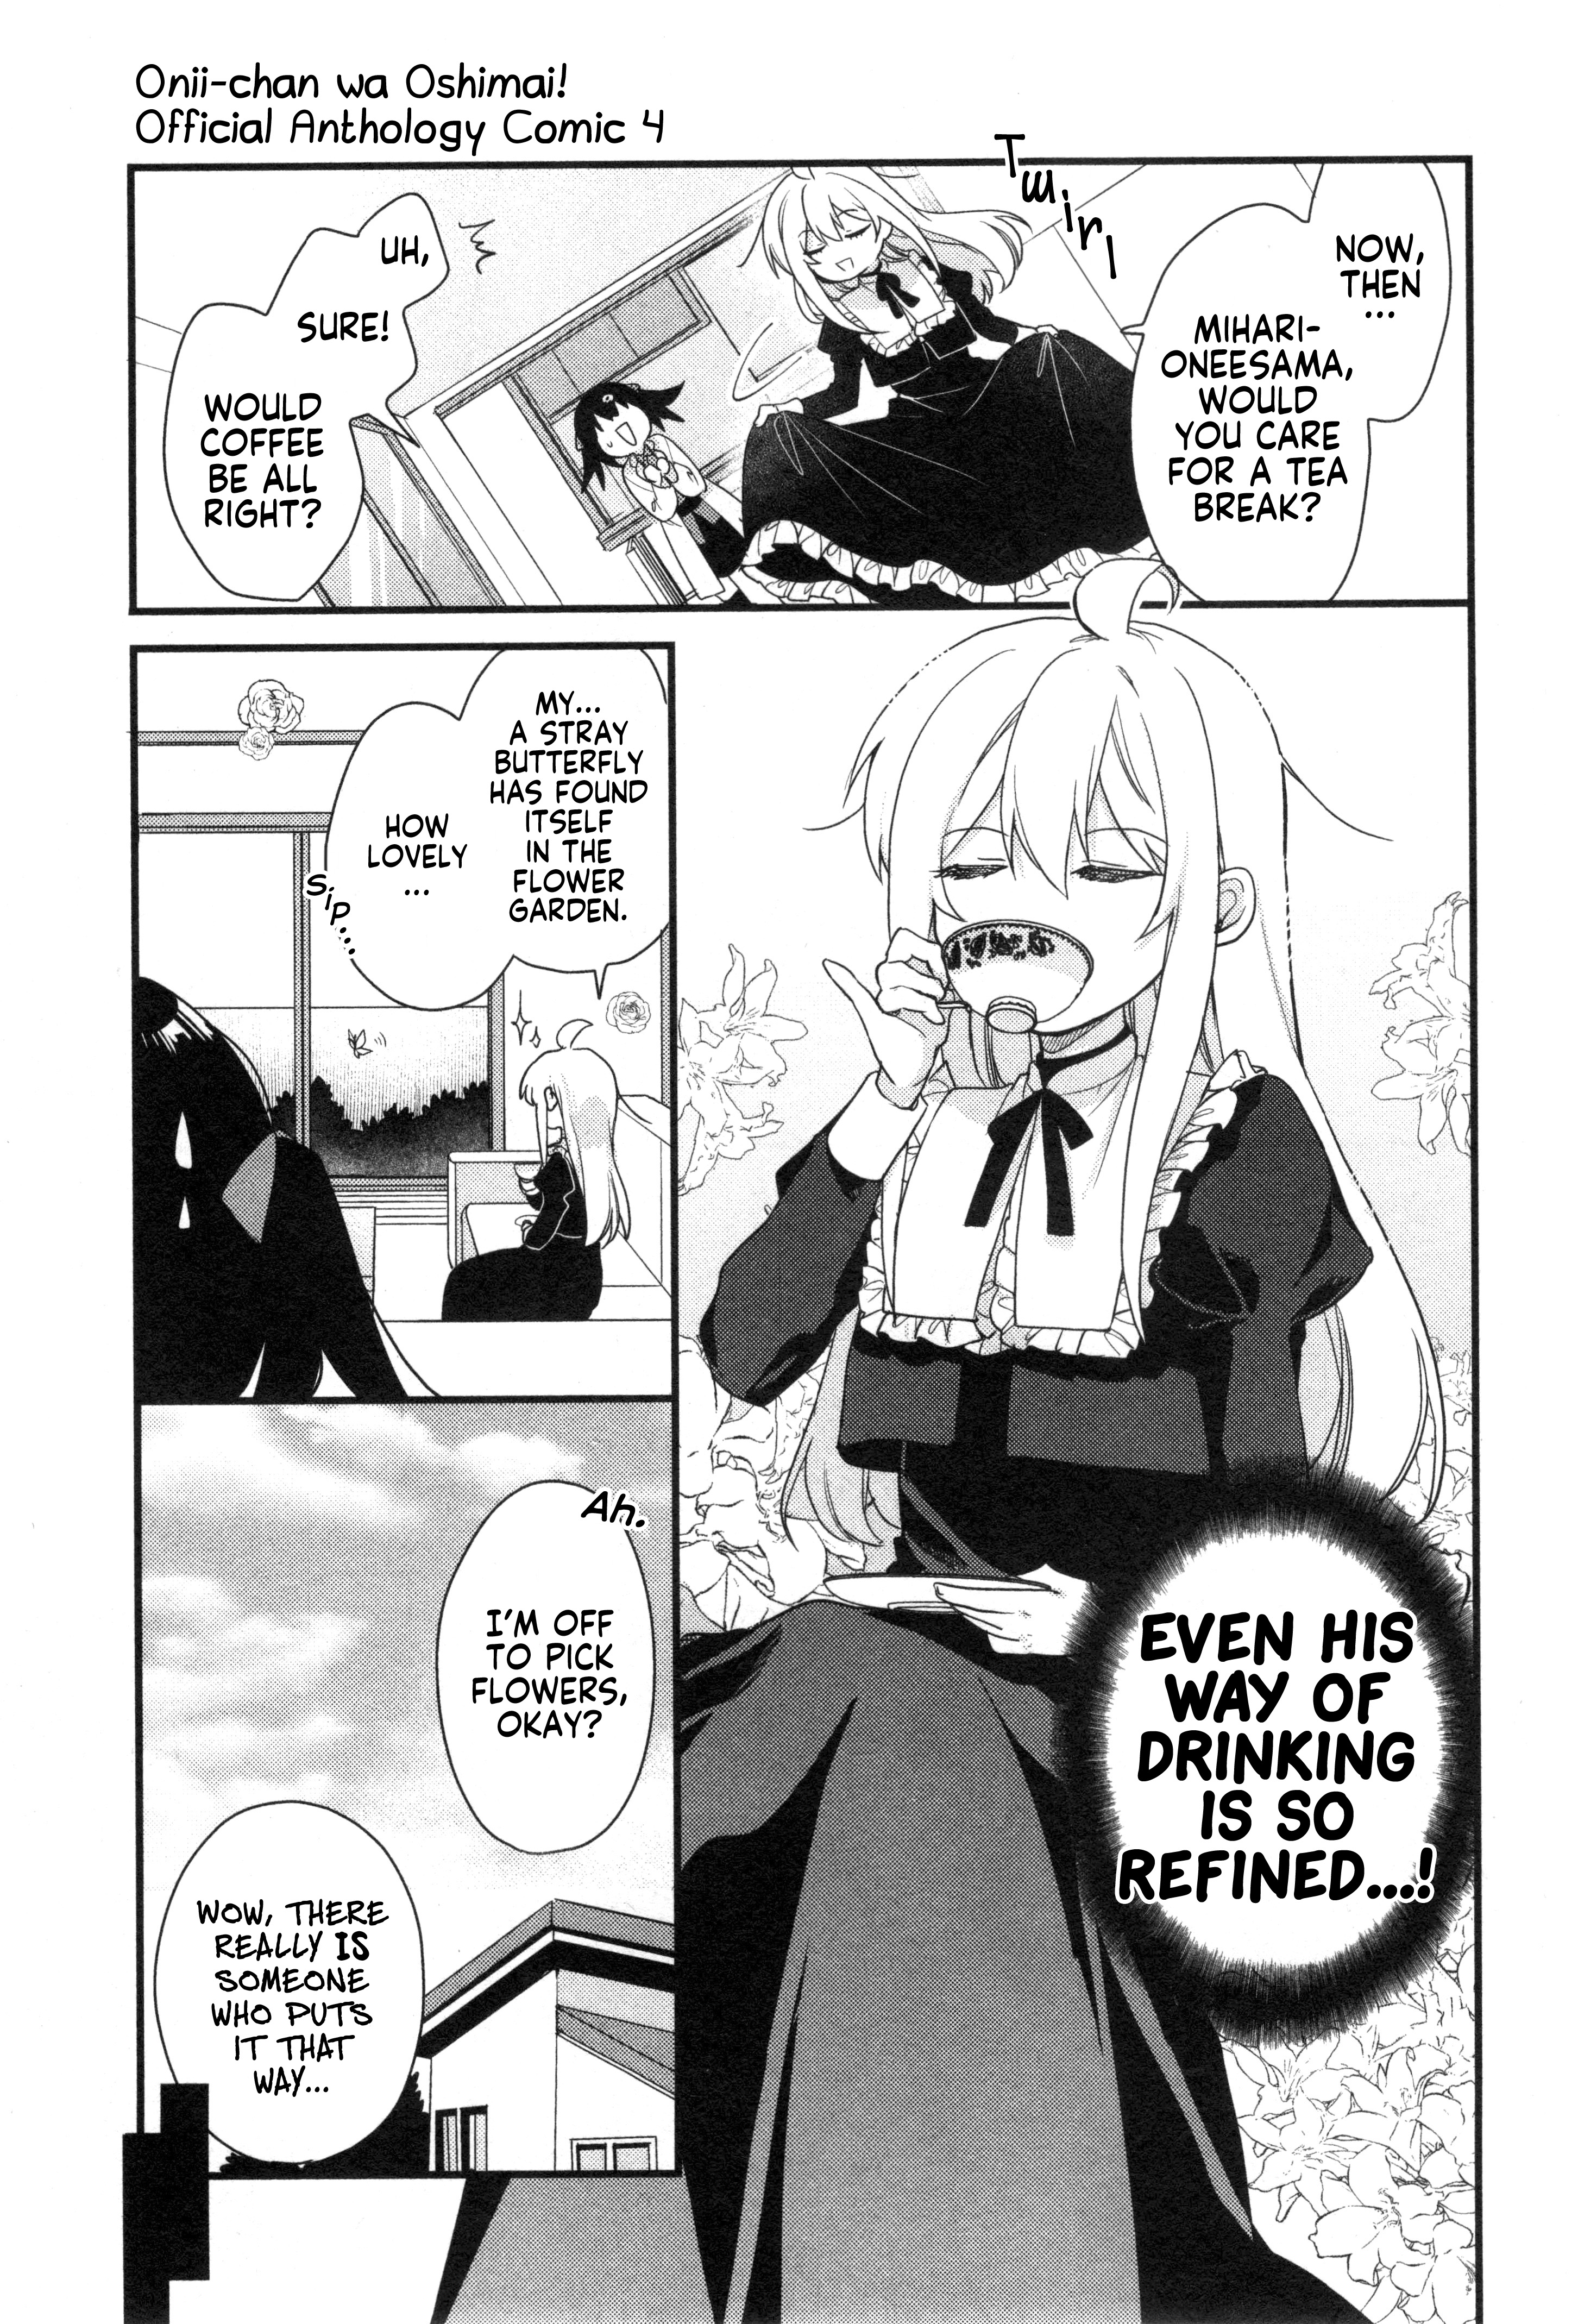 Onii-chan wa Oshimai!
Official Anthology Comic 4
NOW,
THEN
...
MIHARI-
ONEESAMA,
WOULD
YOU CARE
FOR A TEA
BREAK?
Twirl
UH,
SURE!
WOULD
COFFEE
BE ALL
RIGHT?
EVEN HIS
WAY OF
DRINKING
IS SO
REFINED...!
MY...
A STRAY
BUTTERFLY
HAS FOUND
ITSELF
IN THE
FLOWER
GARDEN.
HOW
LOVELY
...
Sip...
Ah.
I'M OFF
TO PICK
FLOWERS,
OKAY?
WOW, THERE
REALLY IS
SOMEONE
WHO PUTS
IT THAT
WAY...